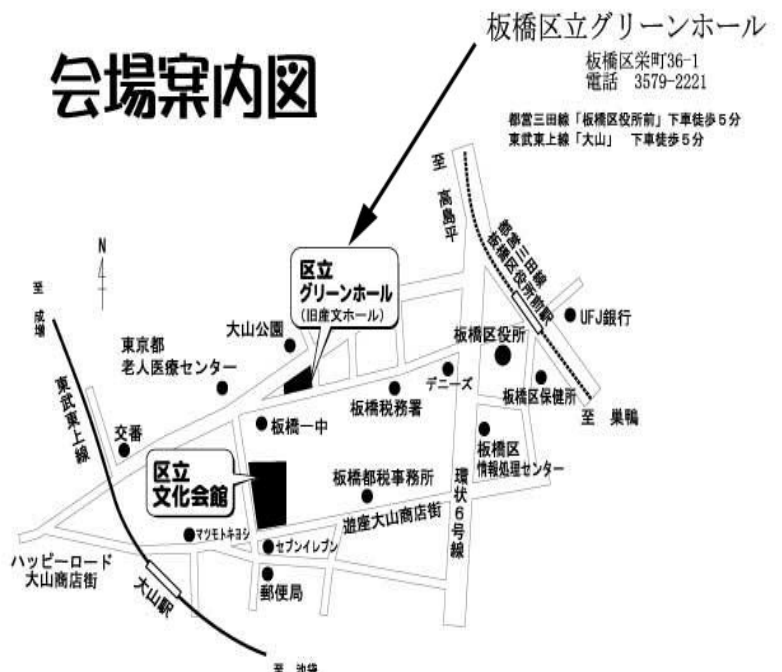 会場案内図
板橋区立グリーンホール
板橋区栄町36-1
電話 3579-2221
都営三田線「板橋区役所前」下車徒歩5分
東武東上線「大山」 下車徒歩5分
至 高島平
都営三田線
板橋区役所前駅
N
至 成増
区立
グリーンホール
(旧産文ホール)
UFJ銀行
大山公園
板橋区役所
東京都
老人医療センター
デニーズ
板橋区保健所
東武東上線
板橋税務署
至 巣鴨
交番
板橋一中
板橋区
情報処理センター
区立
文化会館
板橋都税事務所
環状6号線
遊座大山商店街
マツモトキヨシ
セブンイレブン
ハッピーロード
大山商店街
大山駅
郵便局
至 池袋